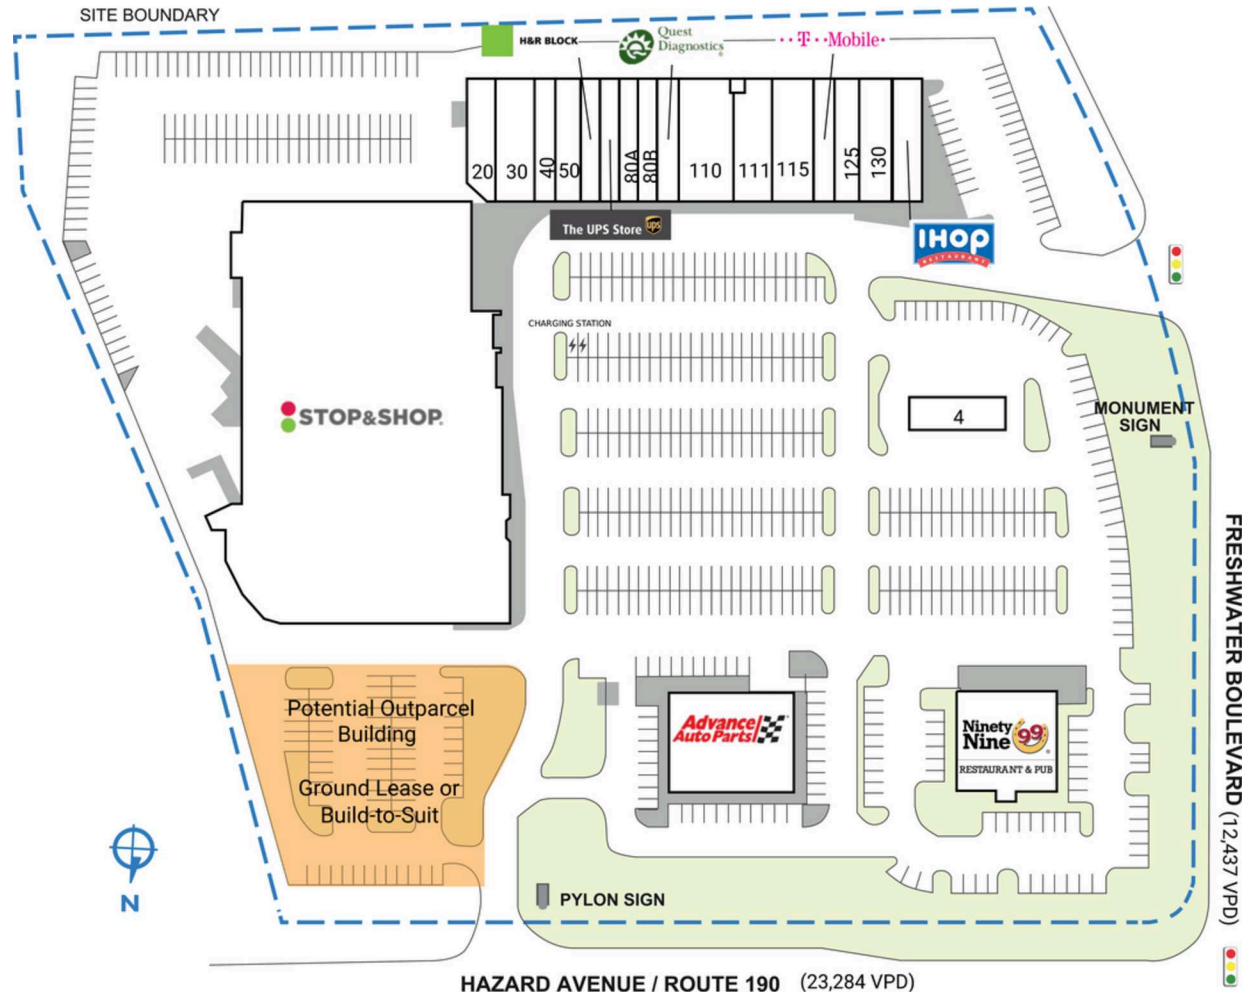 SITE BOUNDARY
H&R BLOCK
Quest
Diagnostics
T Mobile
20
30
40
50
80A
80B
110
111
115
125
130
The UPS Store
ups
IHOP
RESTAURANT
CHARGING STATION
STOP&SHOP.
4
MONUMENT
SIGN
FRESHWATER BOULEVARD (12,437 VPD)
Potential Outparcel
Building
Ground Lease or
Build-to-Suit
Advance
Auto Parts
Ninety
Nine
99
RESTAURANT & PUB
N
PYLON SIGN
HAZARD AVENUE / ROUTE 190 (23,284 VPD)